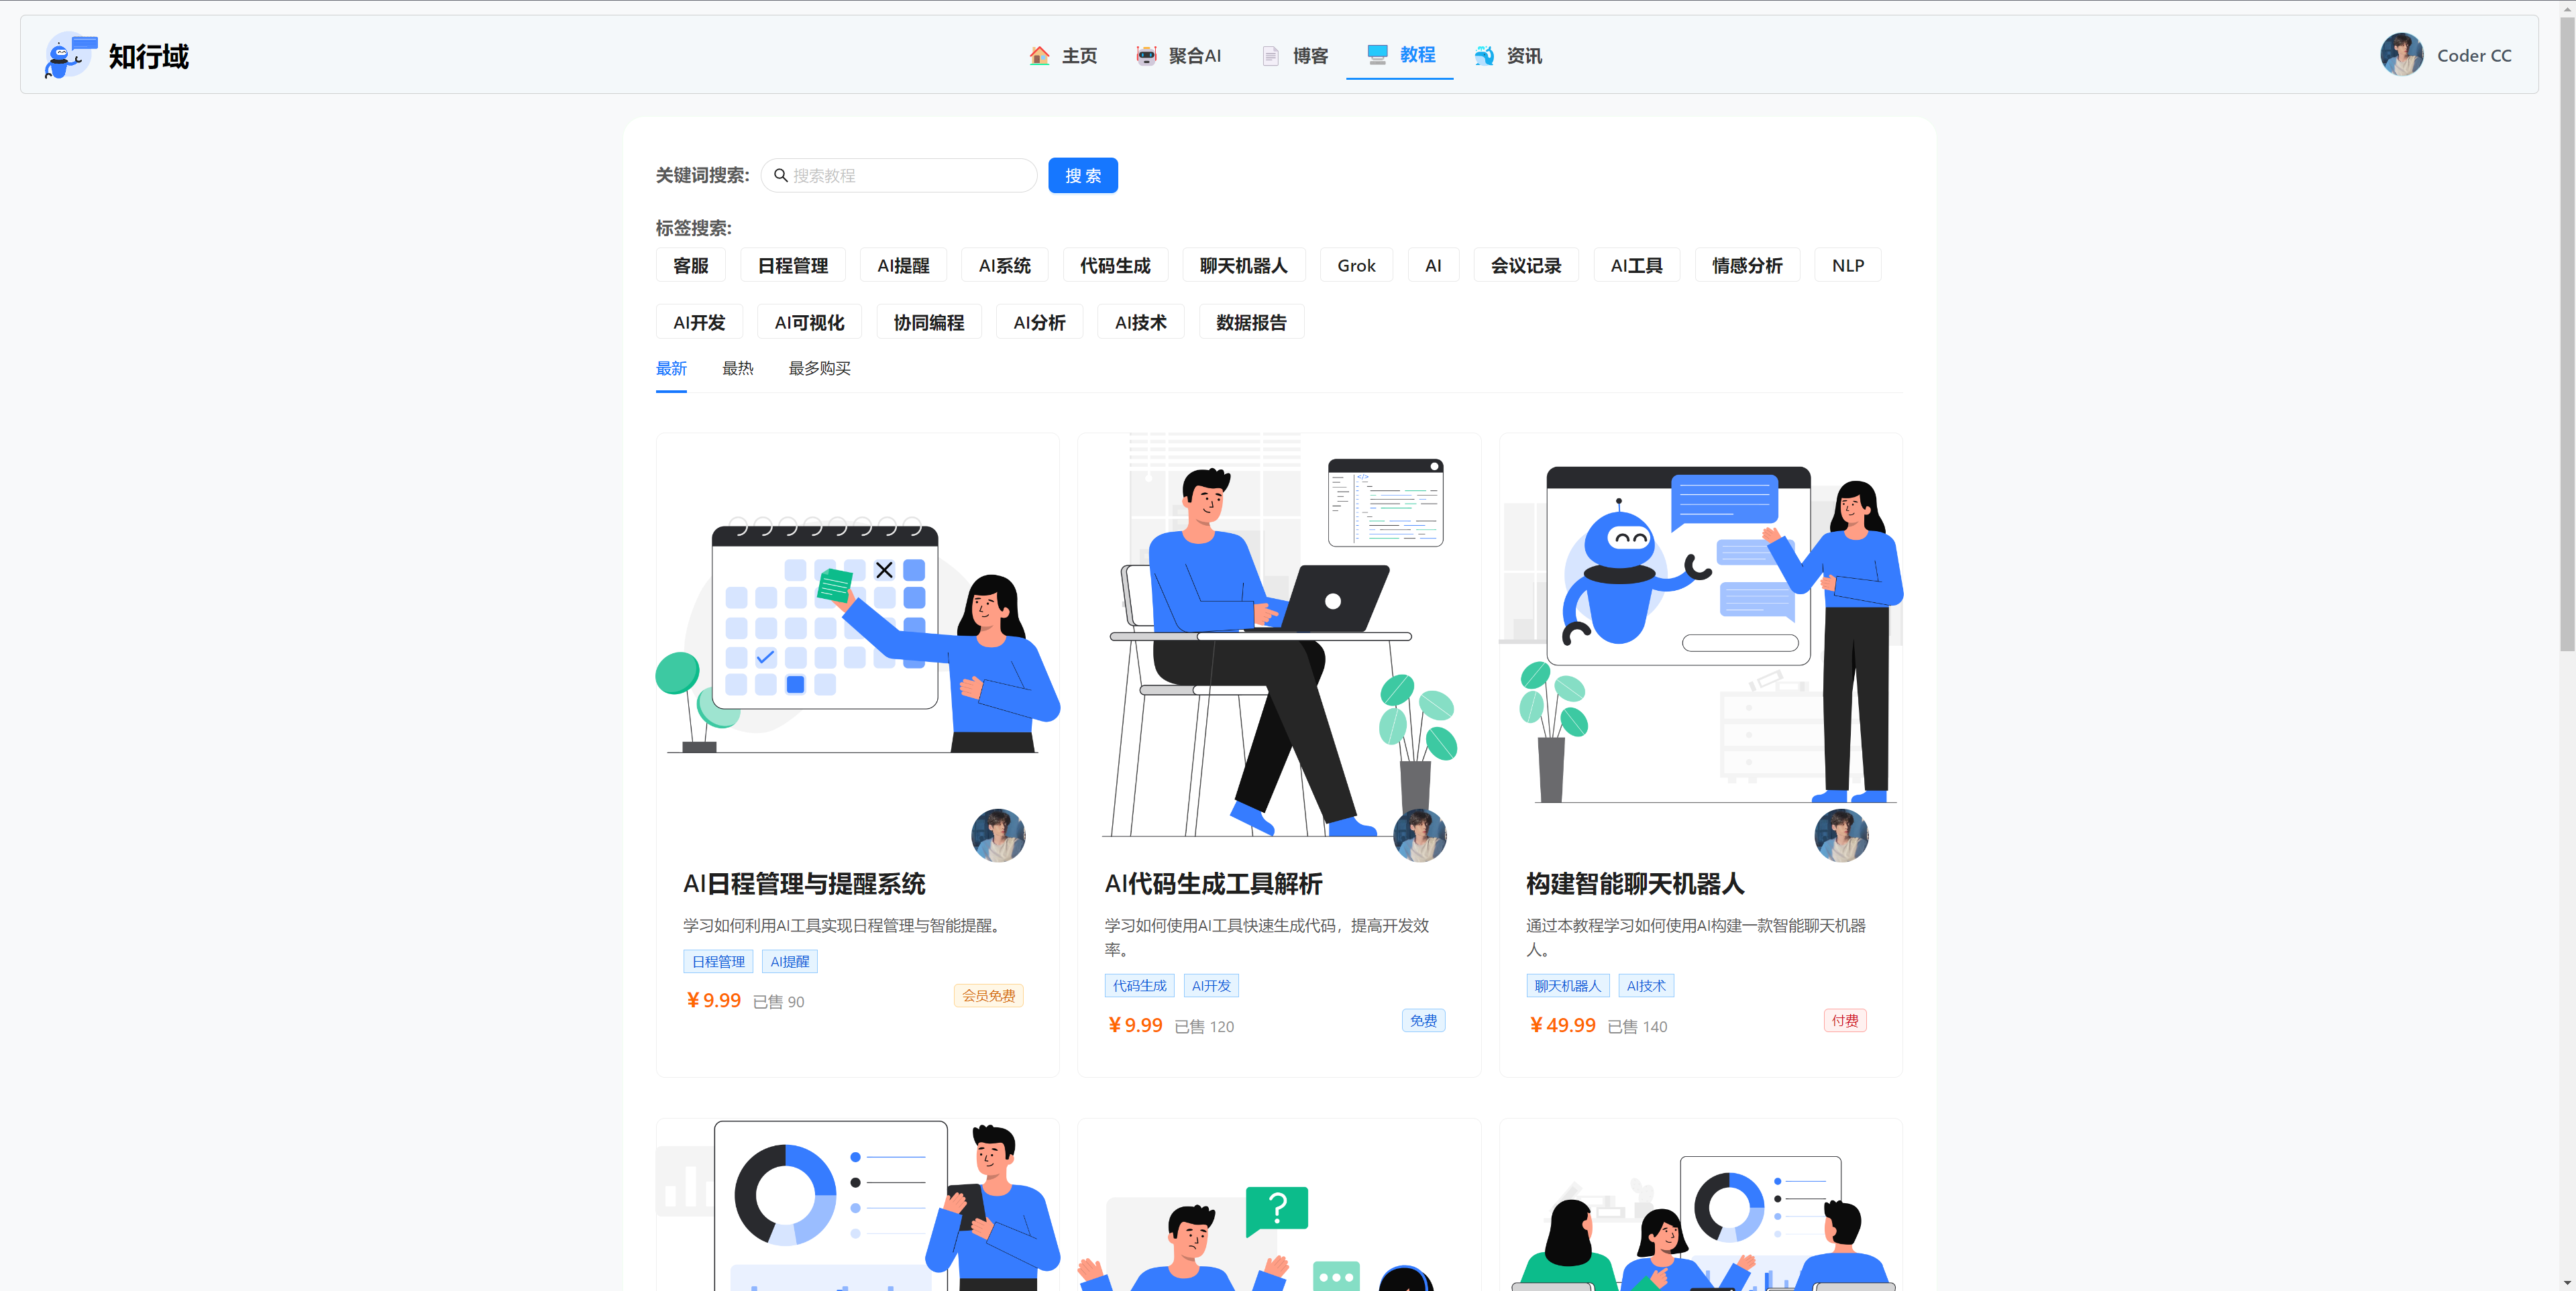 知行域
主页
聚合AI
博客
教程
资讯
Coder CC
关键词搜索:
搜索教程
搜 索
标签搜索:
客服
日程管理
AI提醒
AI系统
代码生成
聊天机器人
Grok
AI
会议记录
AI工具
情感分析
NLP
AI开发
AI可视化
协同编程
AI分析
AI技术
数据报告
最新
最热
最多购买
AI日程管理与提醒系统
学习如何利用AI工具实现日程管理与智能提醒。
日程管理
AI提醒
¥ 9.99 已售 90
会员免费
AI代码生成工具解析
学习如何使用AI工具快速生成代码，提高开发效
率。
代码生成
AI开发
¥ 9.99 已售 120
免费
构建智能聊天机器人
通过本教程学习如何使用AI构建一款智能聊天机器
人。
聊天机器人
AI技术
¥ 49.99 已售 140
付费
?